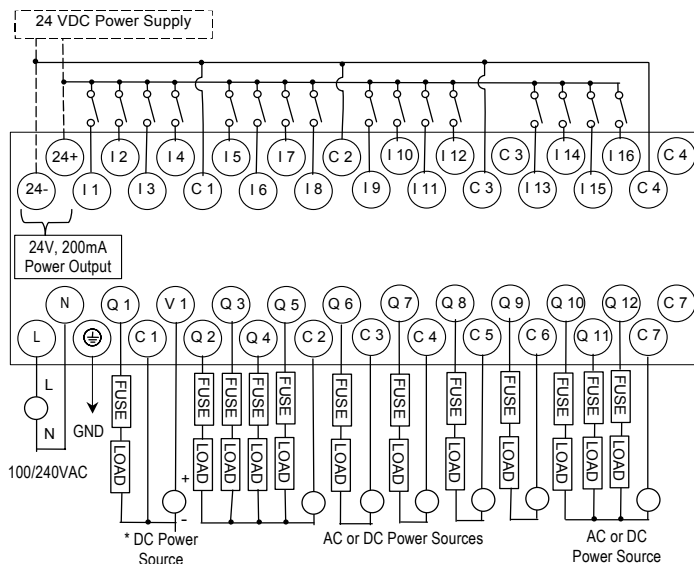 24 VDC Power Supply
24+ I 2 I 4 I 5 I 7 C 2 I 10 I 12 C 3 I 14 I 16 C 4
24- I 1 I 3 C 1 I 6 I 8 I 9 I 11 C 3 I 13 I 15 C 4
24V, 200mA
Power Output
N Q 1 V 1 Q 3 Q 5 Q 6 Q 7 Q 8 Q 9 Q 10 Q 12 C 7
L C 1 Q 2 Q 4 C 2 C 3 C 4 C 5 C 6 Q 11 C 7
L
N
GND
100/240VAC
FUSE FUSE FUSE FUSE FUSE FUSE FUSE FUSE FUSE FUSE FUSE FUSE
LOAD LOAD LOAD LOAD LOAD LOAD LOAD LOAD LOAD LOAD LOAD LOAD
+
-
* DC Power
Source
AC or DC Power Sources
AC or DC
Power Source